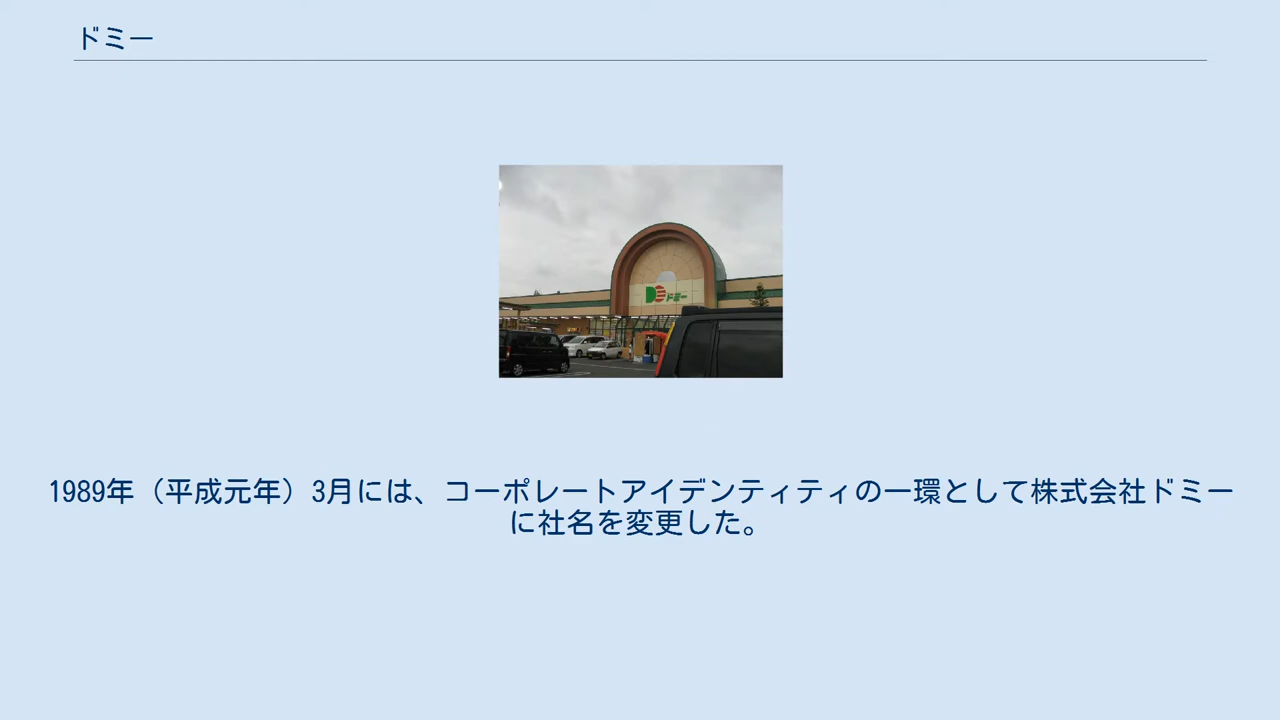 ドミー
ドミー
1989年（平成元年）3月には、コーポレートアイデンティティの一環として株式会社ドミー
に社名を変更した。